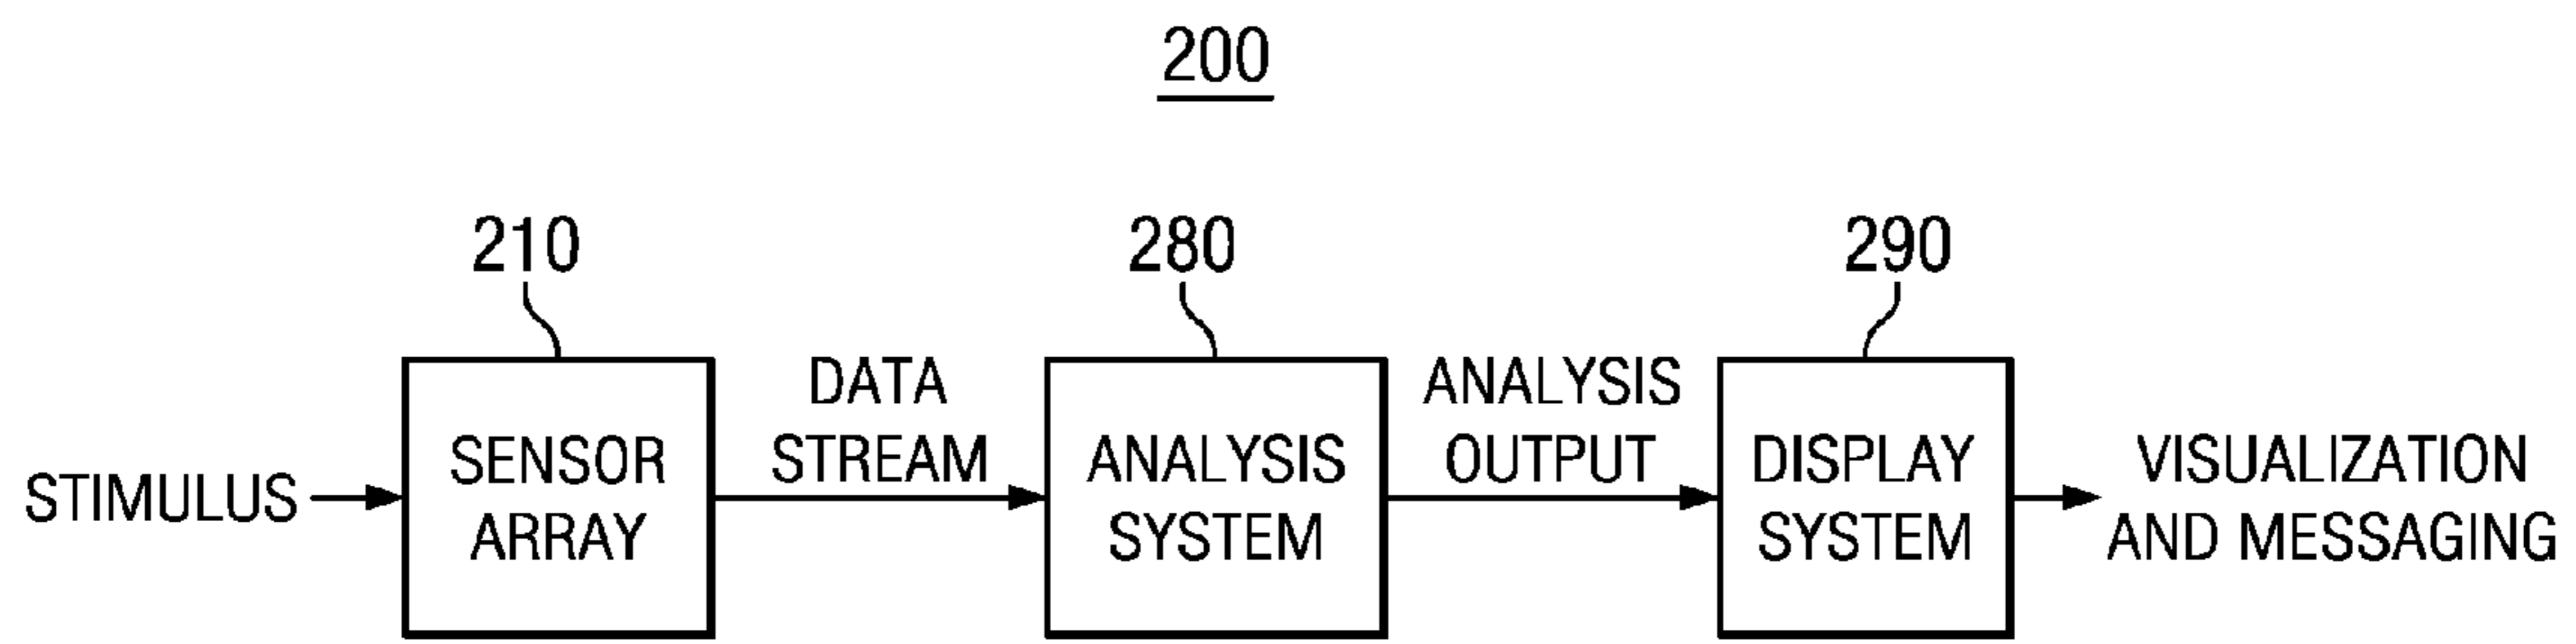 200
210
280
290
STIMULUS
SENSOR
ARRAY
DATA
STREAM
ANALYSIS
SYSTEM
ANALYSIS
OUTPUT
DISPLAY
SYSTEM
VISUALIZATION
AND MESSAGING